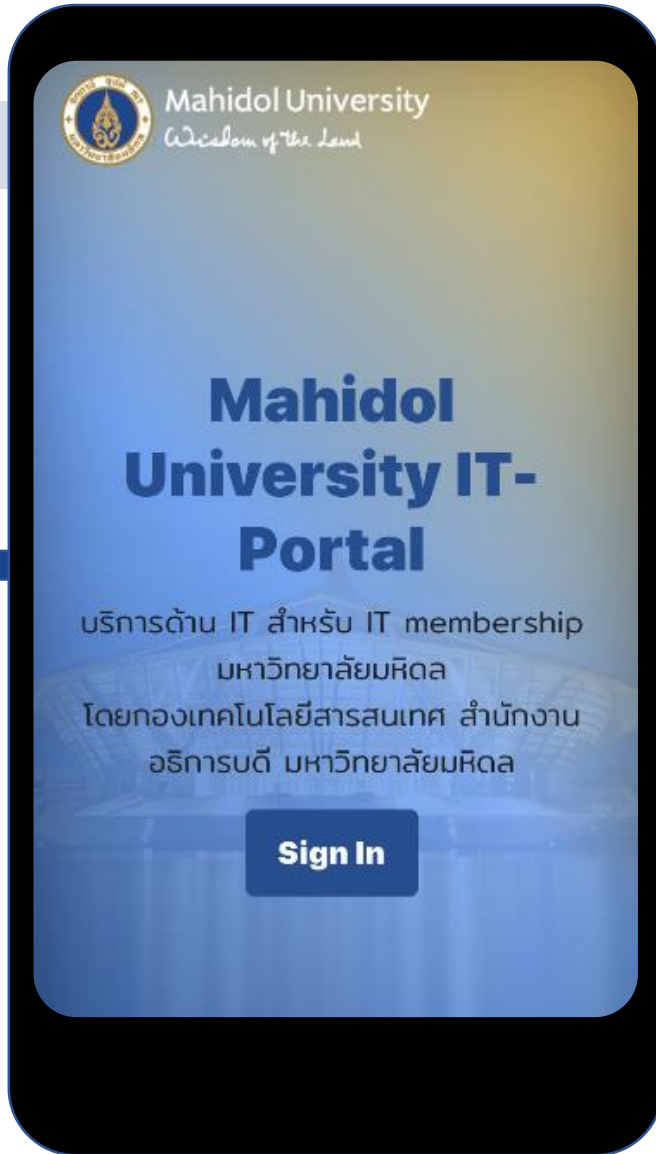 Mahidol University
Wisdom of the Land
Mahidol
University IT-
Portal
บริการด้าน IT สำหรับ IT membership
มหาวิทยาลัยมหิดล
โดยกองเทคโนโลยีสารสนเทศ สำนักงาน
อธิการบดี มหาวิทยาลัยมหิดล
Sign In